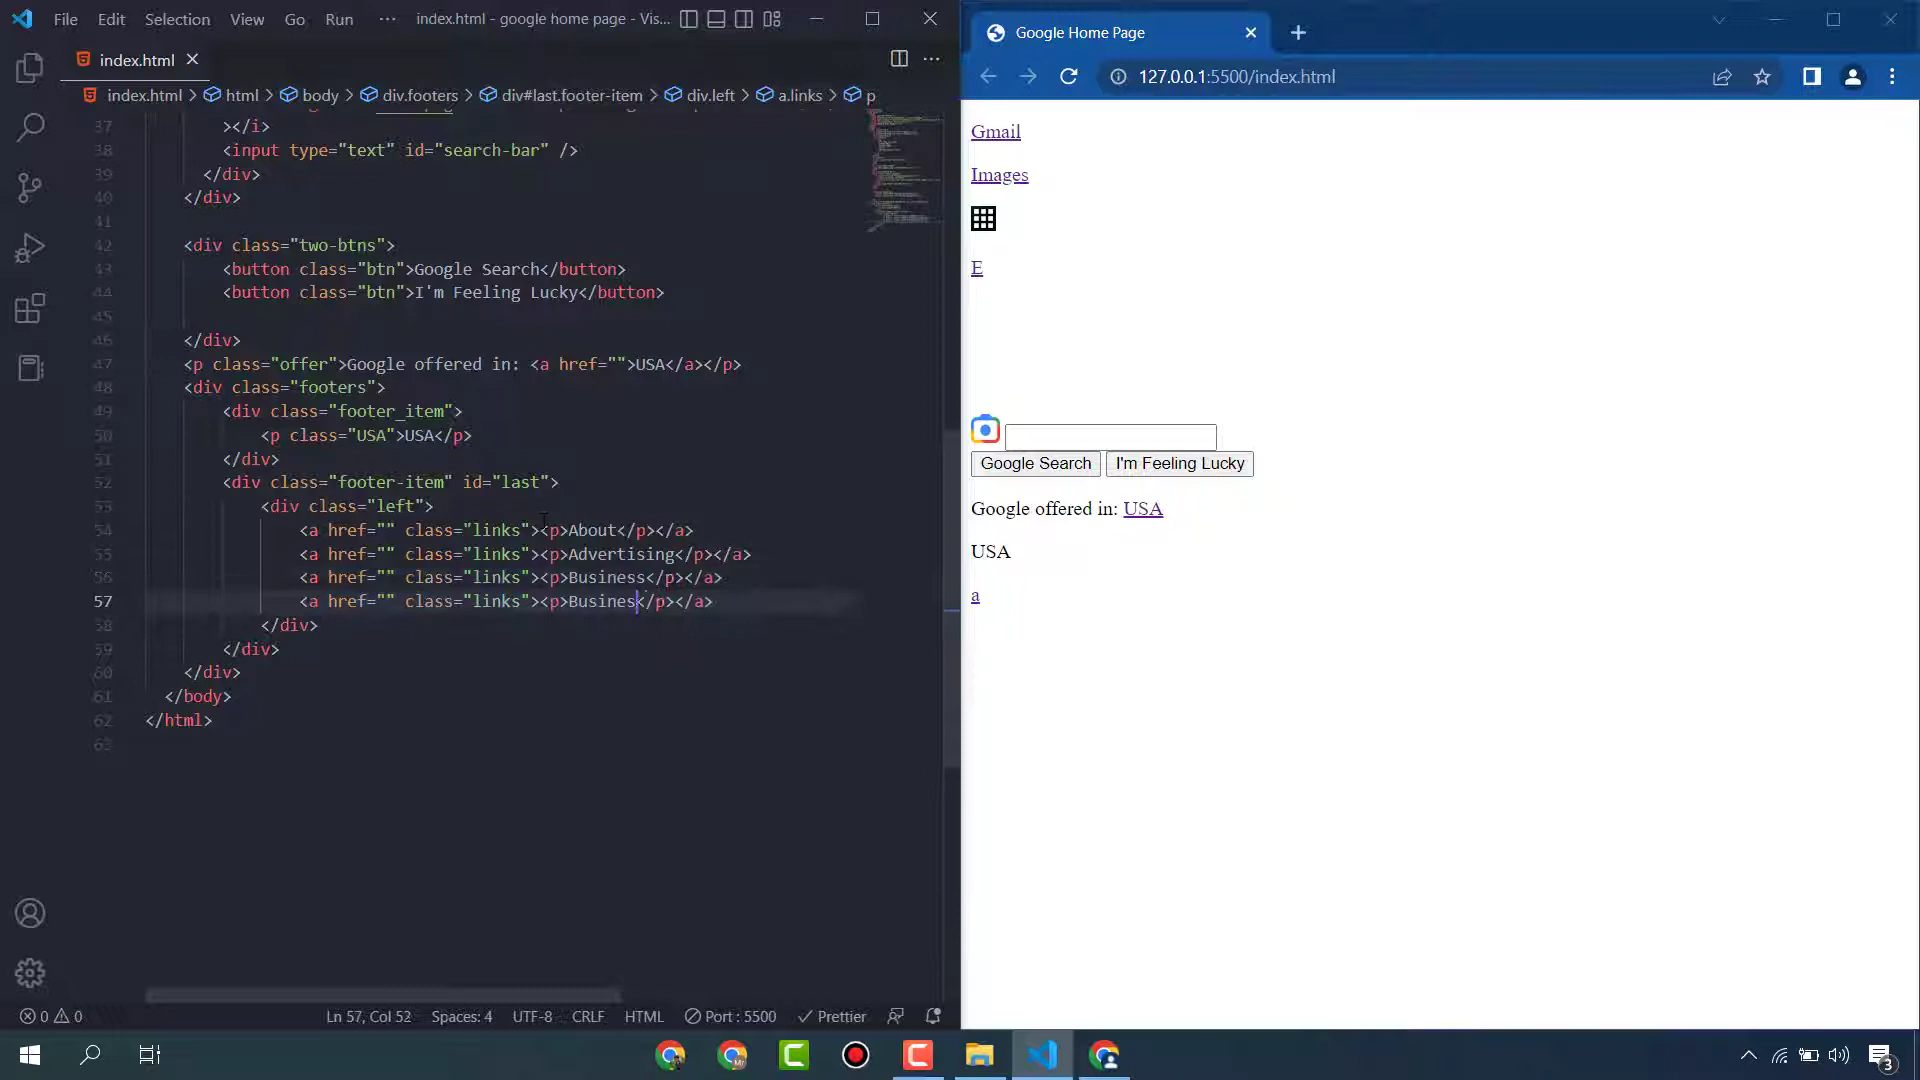 File Edit Selection View Go Run ··· index.html - google home page - Vis...
index.html
index.html > html > body > div.footers > div#last.footer-item > div.left > a.links > p
37 ></i>
38 <input type="text" id="search-bar" />
39 </div>
40 </div>
41
42 <div class="two-btns">
43 <button class="btn">Google Search</button>
44 <button class="btn">I'm Feeling Lucky</button>
45
46 </div>
47 <p class="offer">Google offered in: <a href="">USA</a></p>
48 <div class="footers">
49 <div class="footer_item">
50 <p class="USA">USA</p>
51 </div>
52 <div class="footer-item" id="last">
53 <div class="left">
54 <a href="" class="links"><p>About</p></a>
55 <a href="" class="links"><p>Advertising</p></a>
56 <a href="" class="links"><p>Business</p></a>
57 <a href="" class="links"><p>Busines</p></a>
58 </div>
59 </div>
60 </div>
61 </body>
62 </html>
63
0 0 Ln 57, Col 52 Spaces: 4 UTF-8 CRLF HTML Port : 5500 Prettier
Google Home Page
127.0.0.1:5500/index.html
Gmail
Images
E
Google Search I'm Feeling Lucky
Google offered in: USA
USA
a
3